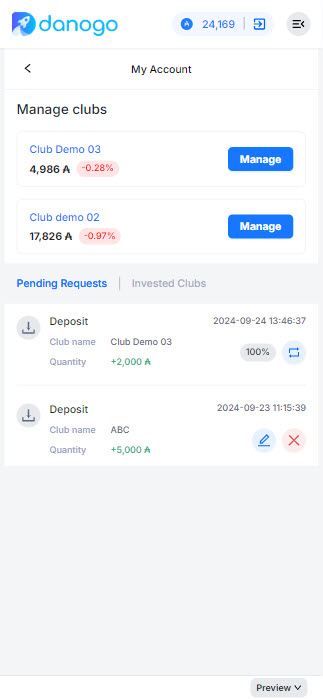 danogo
24,169
My Account
Manage clubs
Club Demo 03
4,986 ₳ -0.28%
Manage
Club demo 02
17,826 ₳ -0.97%
Manage
Pending Requests | Invested Clubs
Deposit 2024-09-24 13:46:37
Club name Club Demo 03
Quantity +2,000 ₳
100%
Deposit 2024-09-23 11:15:39
Club name ABC
Quantity +5,000 ₳
Preview